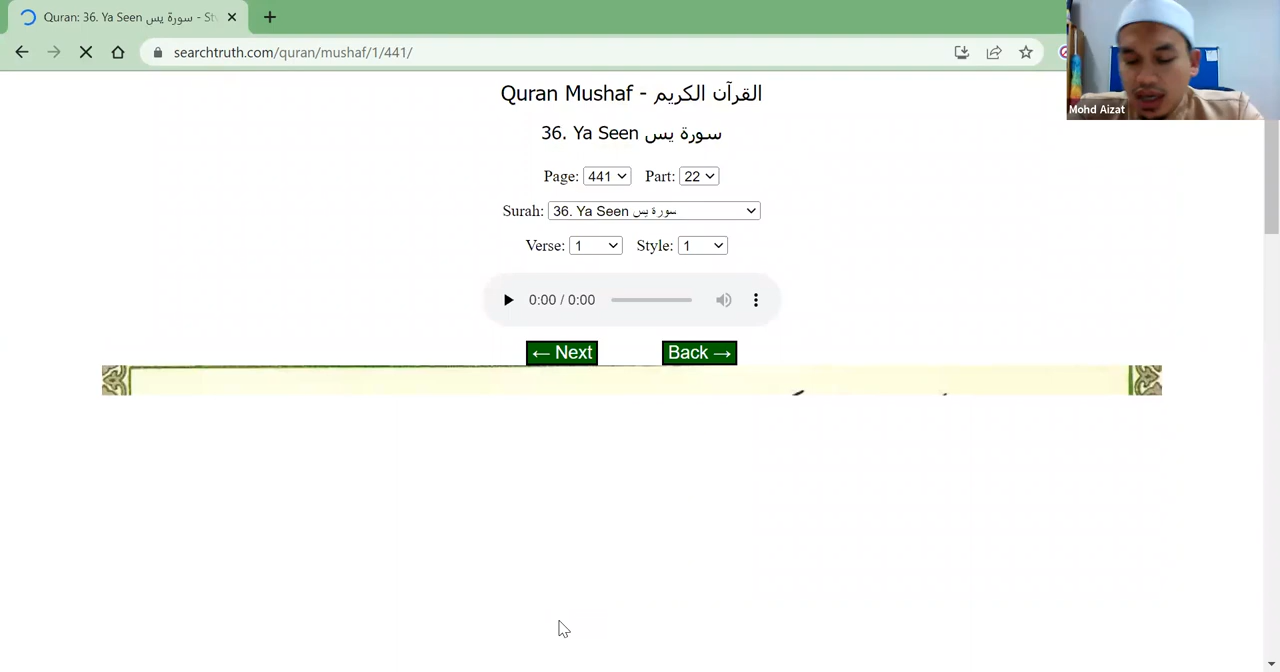 Quran: 36. Ya Seen سورة يس - St
searchtruth.com/quran/mushaf/1/441/
Mohd Aizat
Quran Mushaf - القرآن الكريم
36. Ya Seen سورة يس
Page: 441 Part: 22
Surah: 36. Ya Seen سورة يس
Verse: 1 Style: 1
0:00 / 0:00
← Next Back →